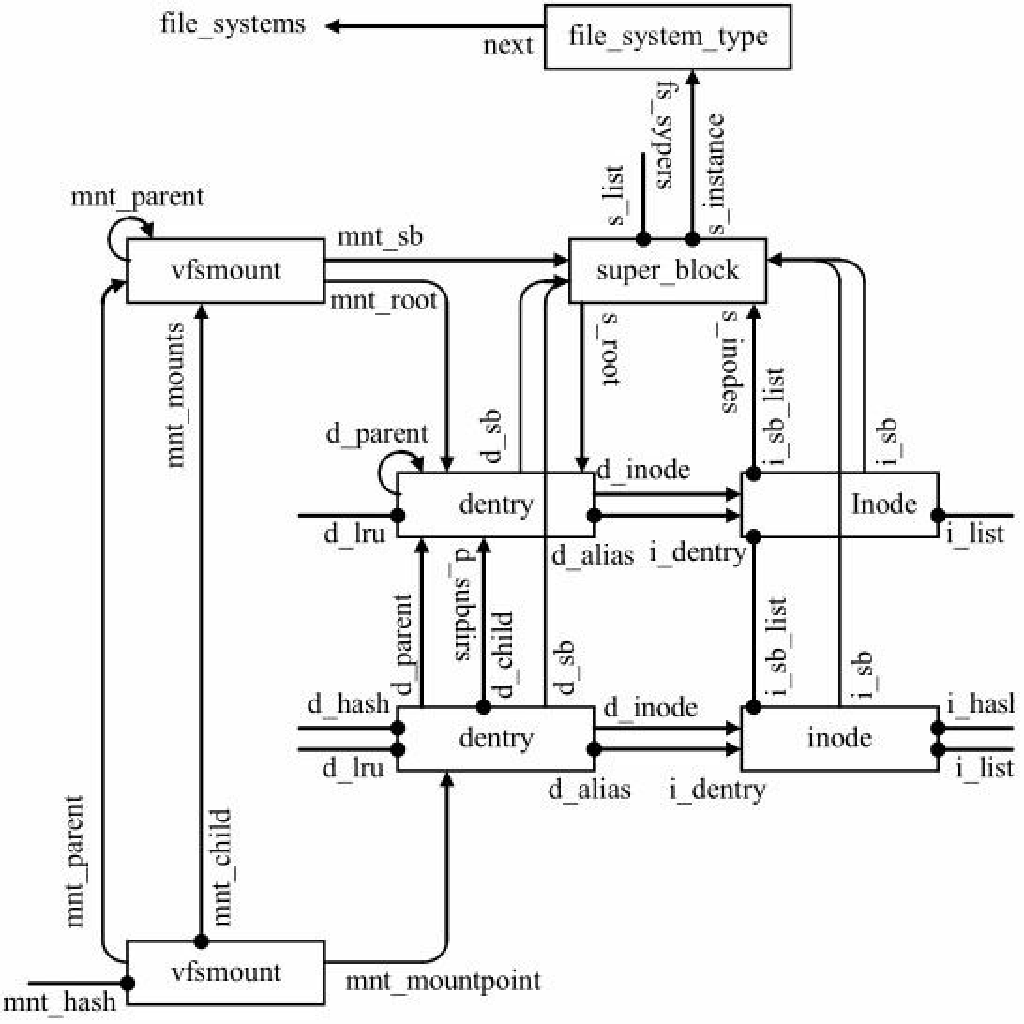 file_systems
next
file_system_type
fs_sypers
s_instance
s_list
mnt_parent
vfsmount
mnt_sb
super_block
mnt_root
s_root
s_inodes
mnt_mounts
i_sb_list
d_sb
i_sb
d_parent
dentry
d_inode
Inode
d_lru
d_alias
i_dentry
i_list
d_parent
d_subdirs
d_child
d_sb
i_sb_list
i_sb
d_hash
dentry
d_inode
inode
i_hash
d_lru
d_alias
i_dentry
i_list
mnt_parent
mnt_child
vfsmount
mnt_mountpoint
mnt_hash